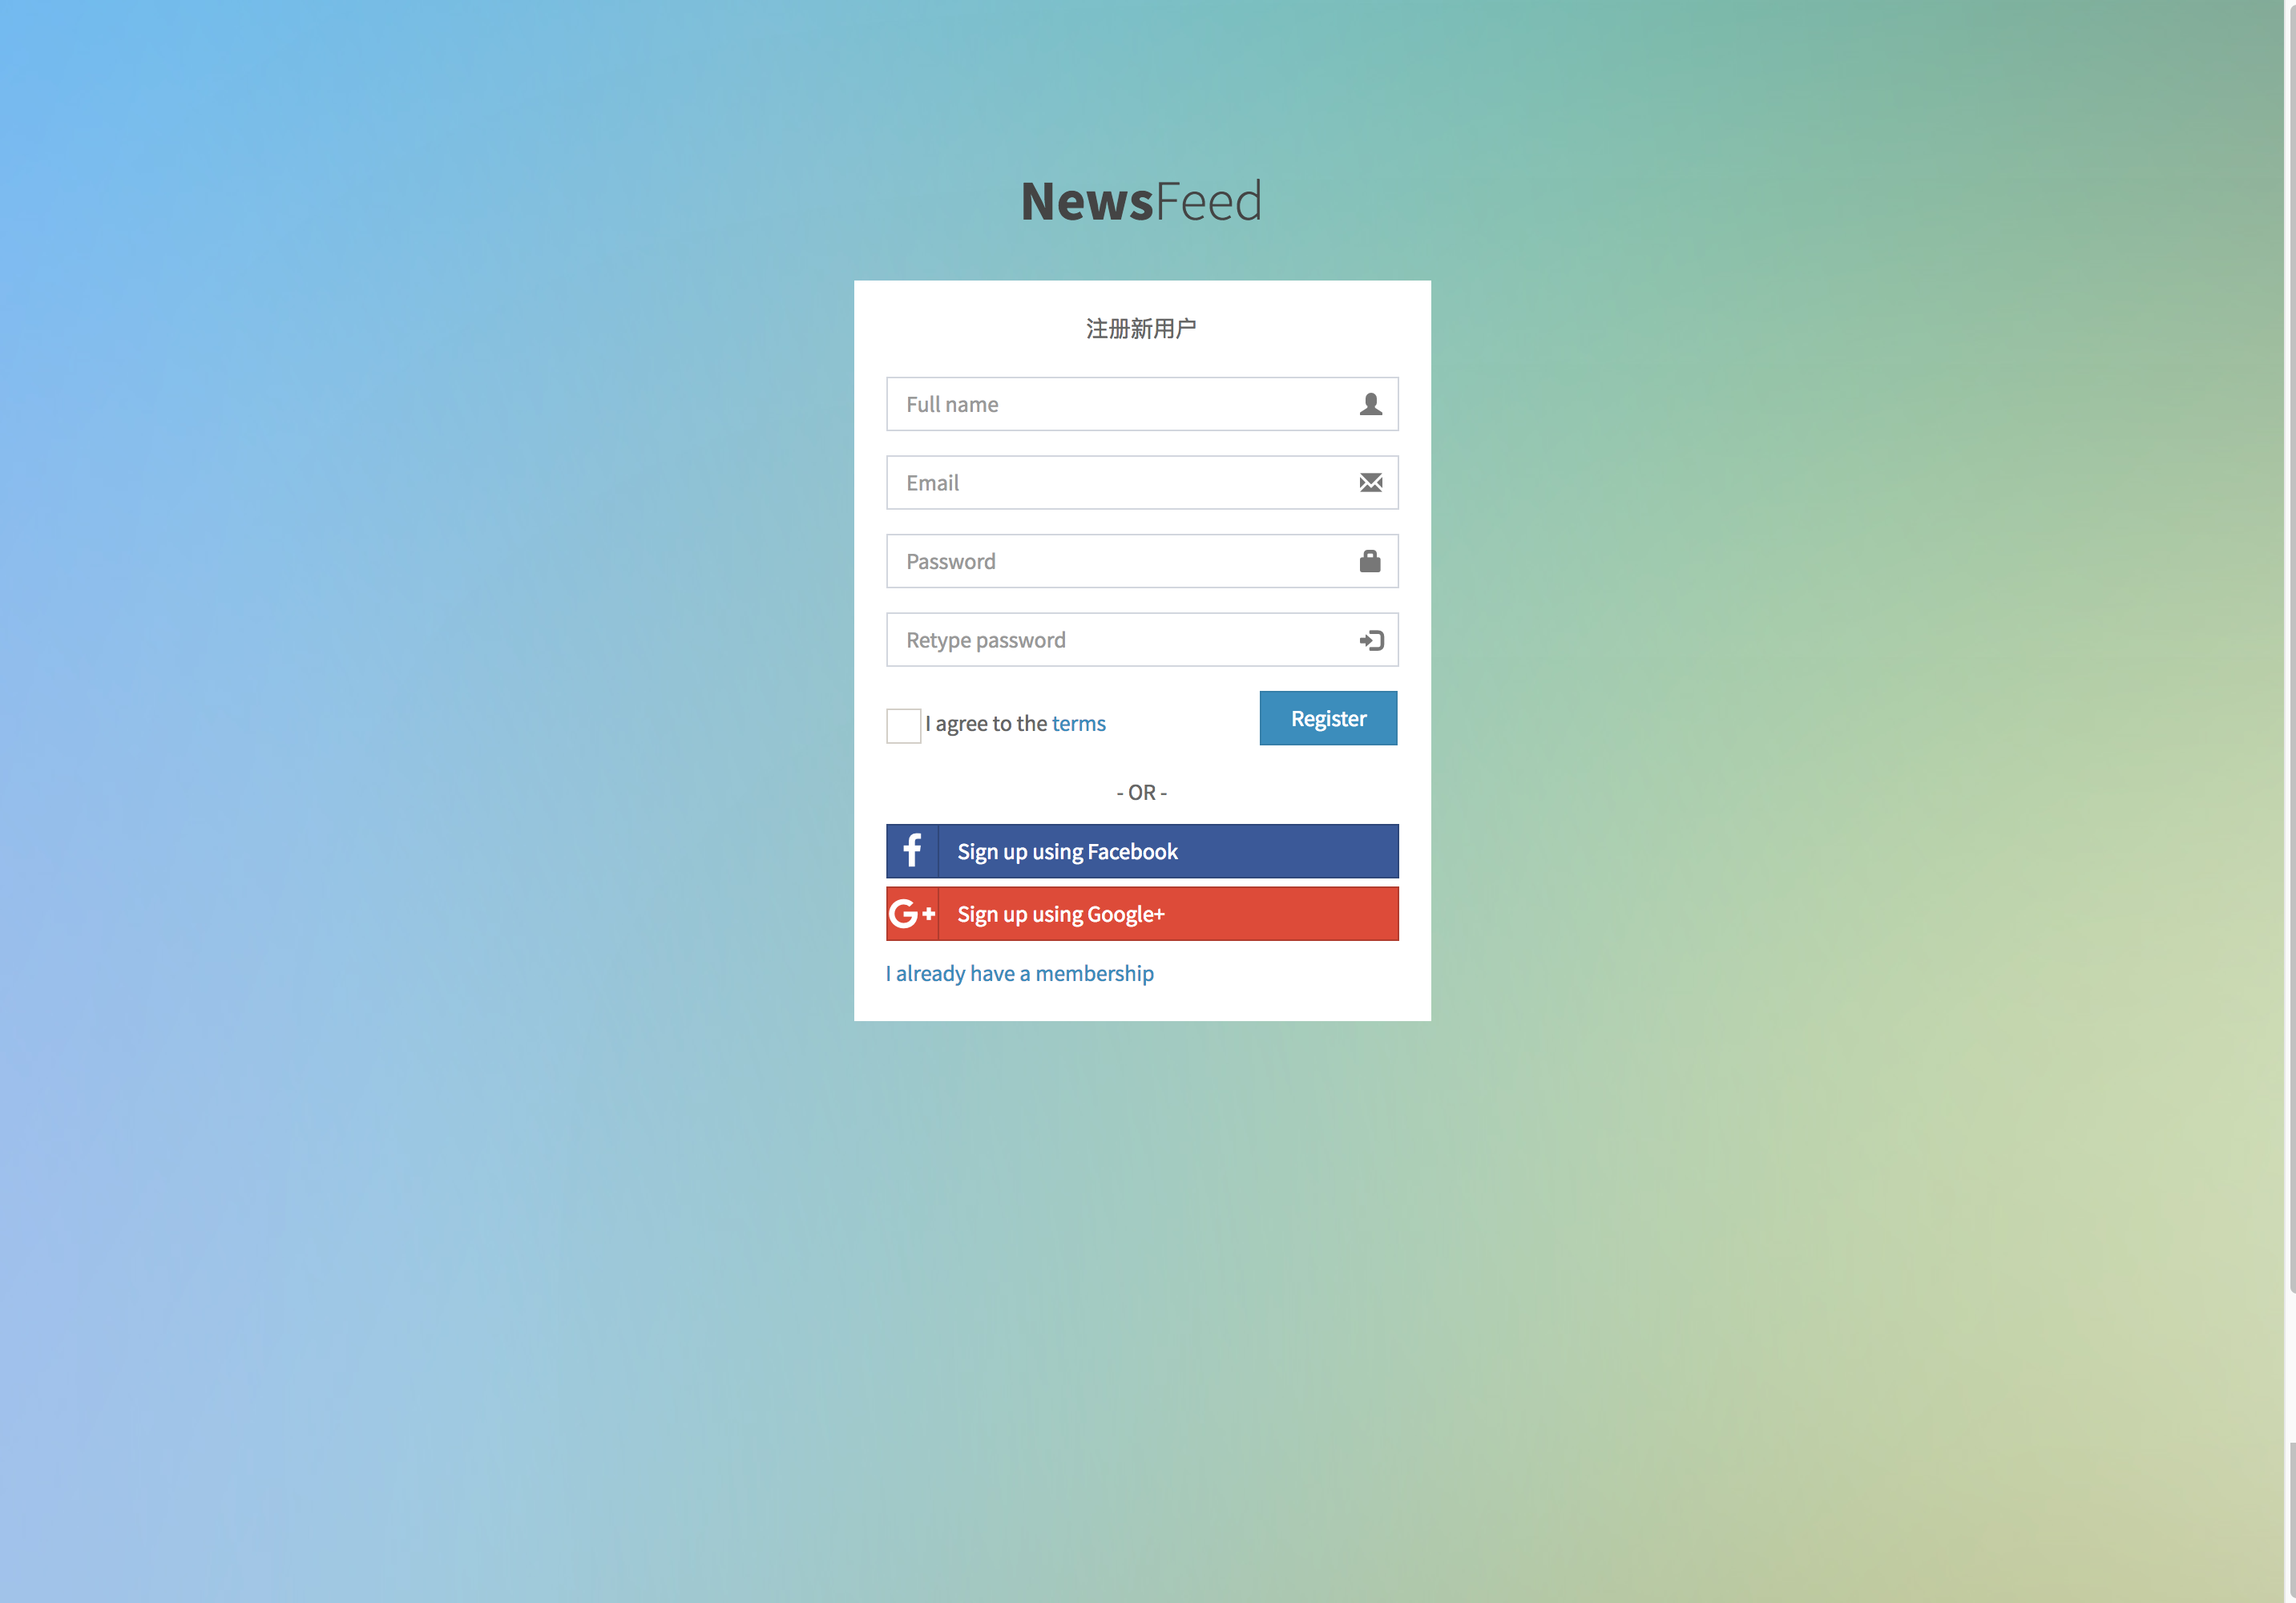 NewsFeed
注册新用户
Full name
Email
Password
Retype password
I agree to the terms
Register
- OR -
Sign up using Facebook
Sign up using Google+
I already have a membership